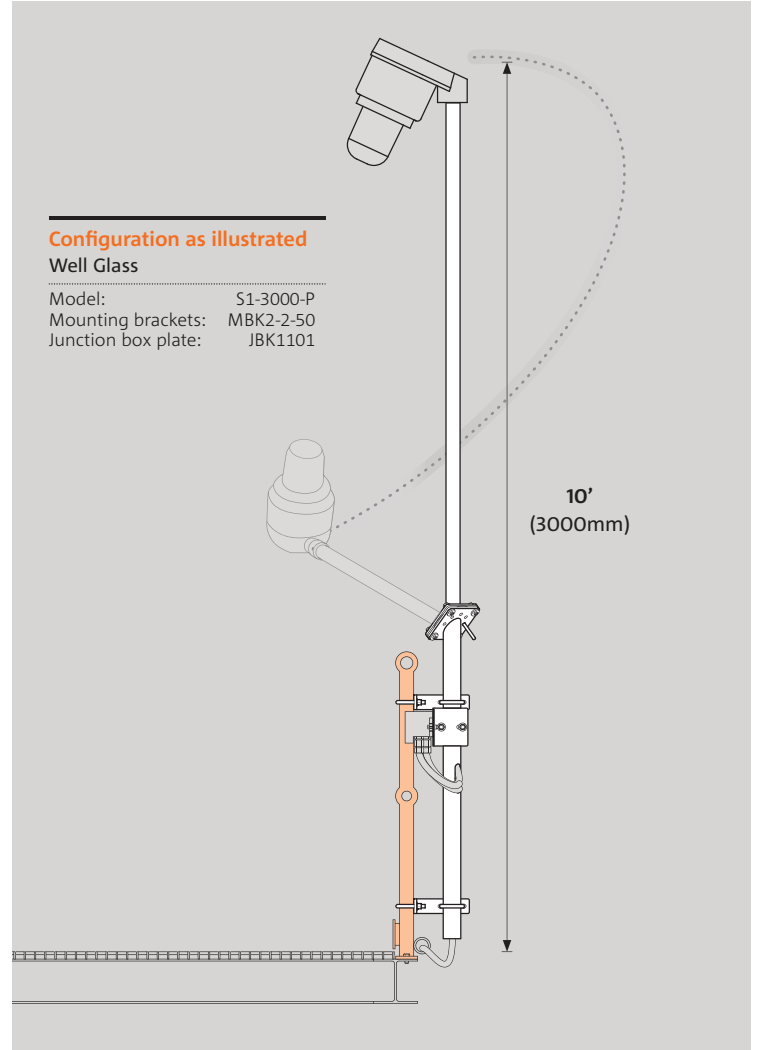 Configuration as illustrated
Well Glass
Model: S1-3000-P
Mounting brackets: MBK2-2-50
Junction box plate: JBK1101
10’
(3000mm)